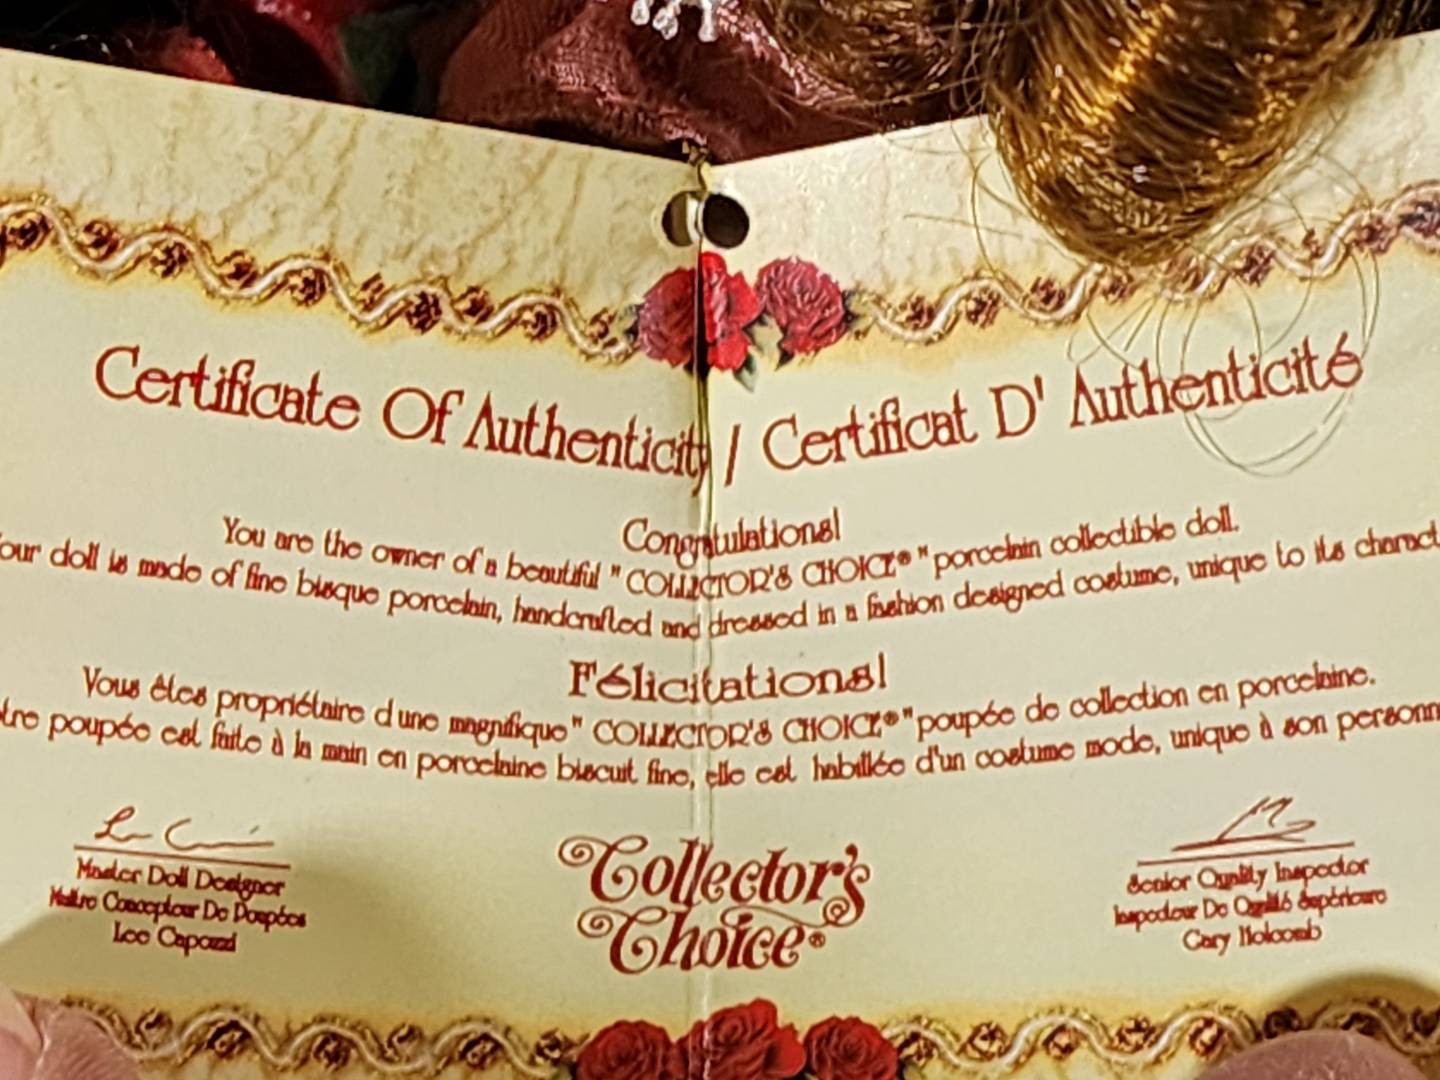 Certificate Of Authenticity / Certificat D' Authenticité
Congratulations!
You are the owner of a beautiful "COLLECTOR'S CHOICE®" porcelain collectible doll.
our doll is made of fine bisque porcelain, handcrafted and dressed in a fashion designed costume, unique to its charact
Félicitations!
Vous êtes propriétaire d'une magnifique "COLLECTOR'S CHOICE®" poupée de collection en porcelaine.
tre poupée est faite à la main en porcelaine biscuit fine, elle est habillée d'un costume mode, unique à son personn
Master Doll Designer
Maître Concepteur De Poupées
Lee Capozzi
Collector's
Choice®
Senior Quality Inspector
Inspecteur De Qualité Supérieure
Gary Holcomb